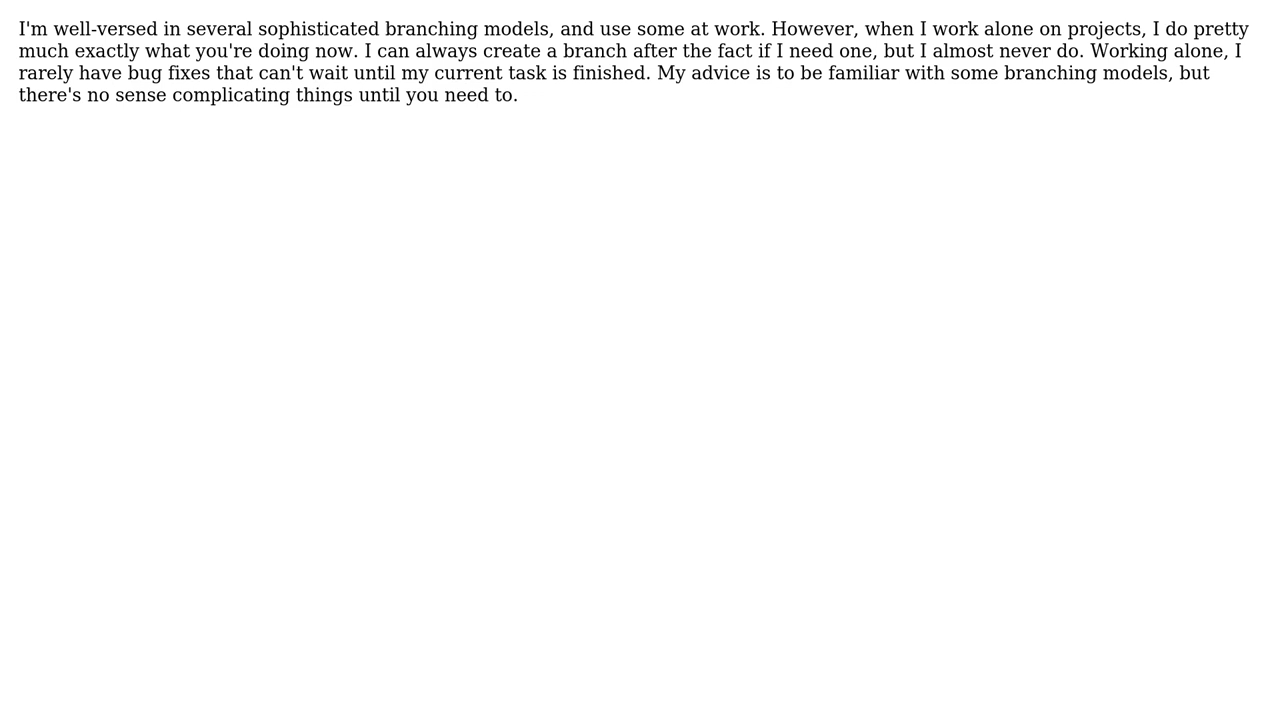 I'm well-versed in several sophisticated branching models, and use some at work. However, when I work alone on projects, I do pretty
much exactly what you're doing now. I can always create a branch after the fact if I need one, but I almost never do. Working alone, I
rarely have bug fixes that can't wait until my current task is finished. My advice is to be familiar with some branching models, but
there's no sense complicating things until you need to.